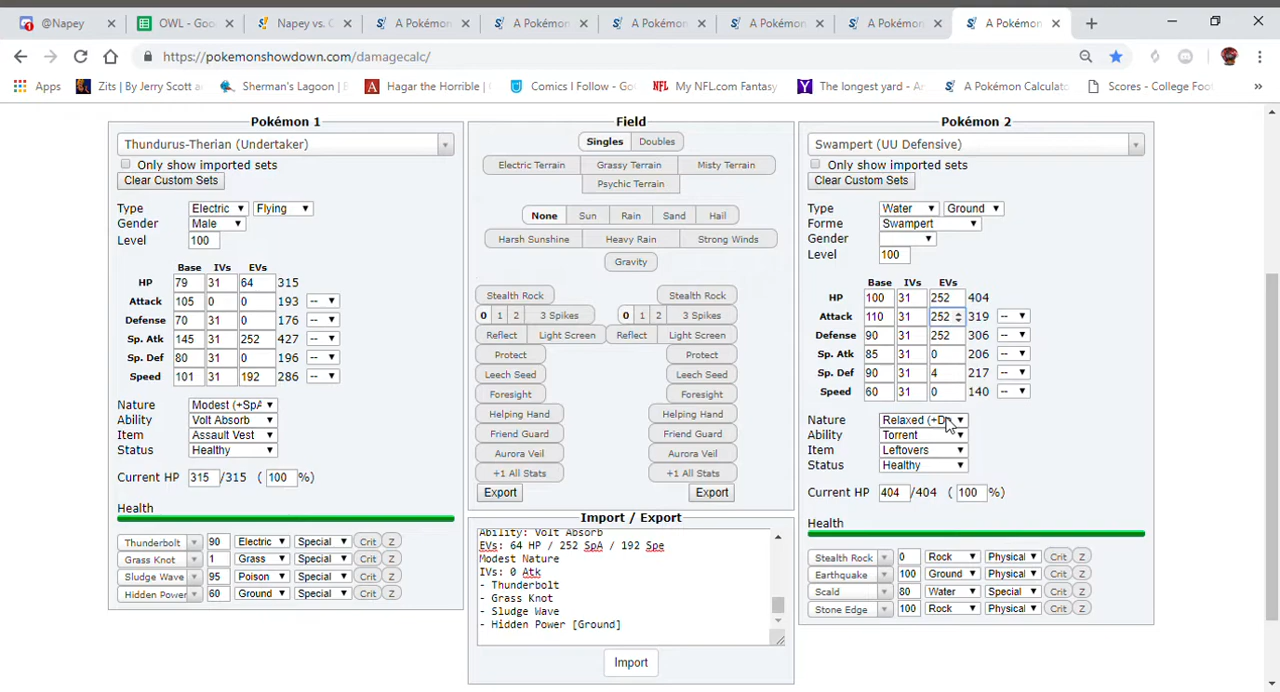 @Napey
OWL - Goo
Napey vs. G
A Pokémon
A Pokémon
A Pokémon
A Pokémon
A Pokémon
A Pokémon
https://pokemonshowdown.com/damagecalc/
Apps
Zits | By Jerry Scott a
Sherman's Lagoon | B
Hagar the Horrible |
Comics I Follow - Go
My NFL.com Fantasy
The longest yard - A
A Pokémon Calculato
Scores - College Foot
»
Pokémon 1
Thundurus-Therian (Undertaker)
Only show imported sets
Clear Custom Sets
Type Electric Flying
Gender Male
Level 100
Base IVs EVs
HP 79 31 64 315
Attack 105 0 0 193 --
Defense 70 31 0 176 --
Sp. Atk 145 31 252 427 --
Sp. Def 80 31 0 196 --
Speed 101 31 192 286 --
Nature Modest (+SpA
Ability Volt Absorb
Item Assault Vest
Status Healthy
Current HP 315 /315 ( 100 %)
Health
Thunderbolt 90 Electric Special Crit Z
Grass Knot 1 Grass Special Crit Z
Sludge Wave 95 Poison Special Crit Z
Hidden Power 60 Ground Special Crit Z
Field
Singles Doubles
Electric Terrain Grassy Terrain Misty Terrain
Psychic Terrain
None Sun Rain Sand Hail
Harsh Sunshine Heavy Rain Strong Winds
Gravity
Stealth Rock Stealth Rock
0 1 2 3 Spikes 0 1 2 3 Spikes
Reflect Light Screen Reflect Light Screen
Protect Protect
Leech Seed Leech Seed
Foresight Foresight
Helping Hand Helping Hand
Friend Guard Friend Guard
Aurora Veil Aurora Veil
+1 All Stats +1 All Stats
Export Export
Import / Export
Ability: Volt Absorb
EVs: 64 HP / 252 SpA / 192 Spe
Modest Nature
IVs: 0 Atk
- Thunderbolt
- Grass Knot
- Sludge Wave
- Hidden Power [Ground]
Import
Pokémon 2
Swampert (UU Defensive)
Only show imported sets
Clear Custom Sets
Type Water Ground
Forme Swampert
Gender
Level 100
Base IVs EVs
HP 100 31 252 404
Attack 110 31 252 319 --
Defense 90 31 252 306 --
Sp. Atk 85 31 0 206 --
Sp. Def 90 31 4 217 --
Speed 60 31 0 140 --
Nature Relaxed (+D
Ability Torrent
Item Leftovers
Status Healthy
Current HP 404 /404 ( 100 %)
Health
Stealth Rock 0 Rock Physical Crit Z
Earthquake 100 Ground Physical Crit Z
Scald 80 Water Special Crit Z
Stone Edge 100 Rock Physical Crit Z